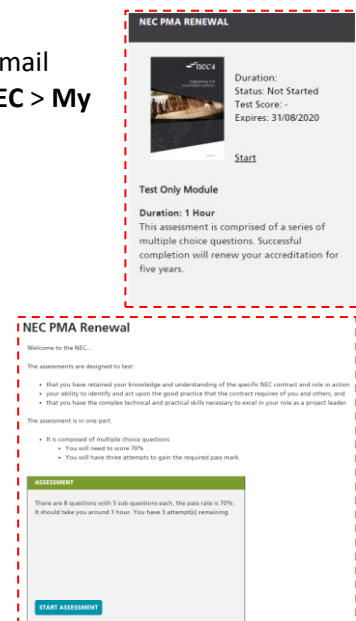 mail
EC > My
NEC PMA RENEWAL
nec4
Duration:
Status: Not Started
Test Score: -
Expires: 31/08/2020
Start
Test Only Module
Duration: 1 Hour
This assessment is comprised of a series of
multiple choice questions. Successful
completion will renew your accreditation for
five years.
NEC PMA Renewal
Welcome to the NEC...
The assessments are designed to test:
• that you have retained your knowledge and understanding of the specific NEC contract and role in action
• your ability to identify and act upon the good practice that the contract requires of you and others, and
• that you have the complex technical and practical skills necessary to excel in your role as a project leader.
The assessment is in one part.
• It is composed of multiple choice questions
• You will need to score 70%
• You will have three attempts to gain the required pass mark.
ASSESSMENT
There are 8 questions with 5 sub-questions each, the pass rate is 70%.
It should take you around 1 hour. You have 3 attempt(s) remaining.
START ASSESSMENT